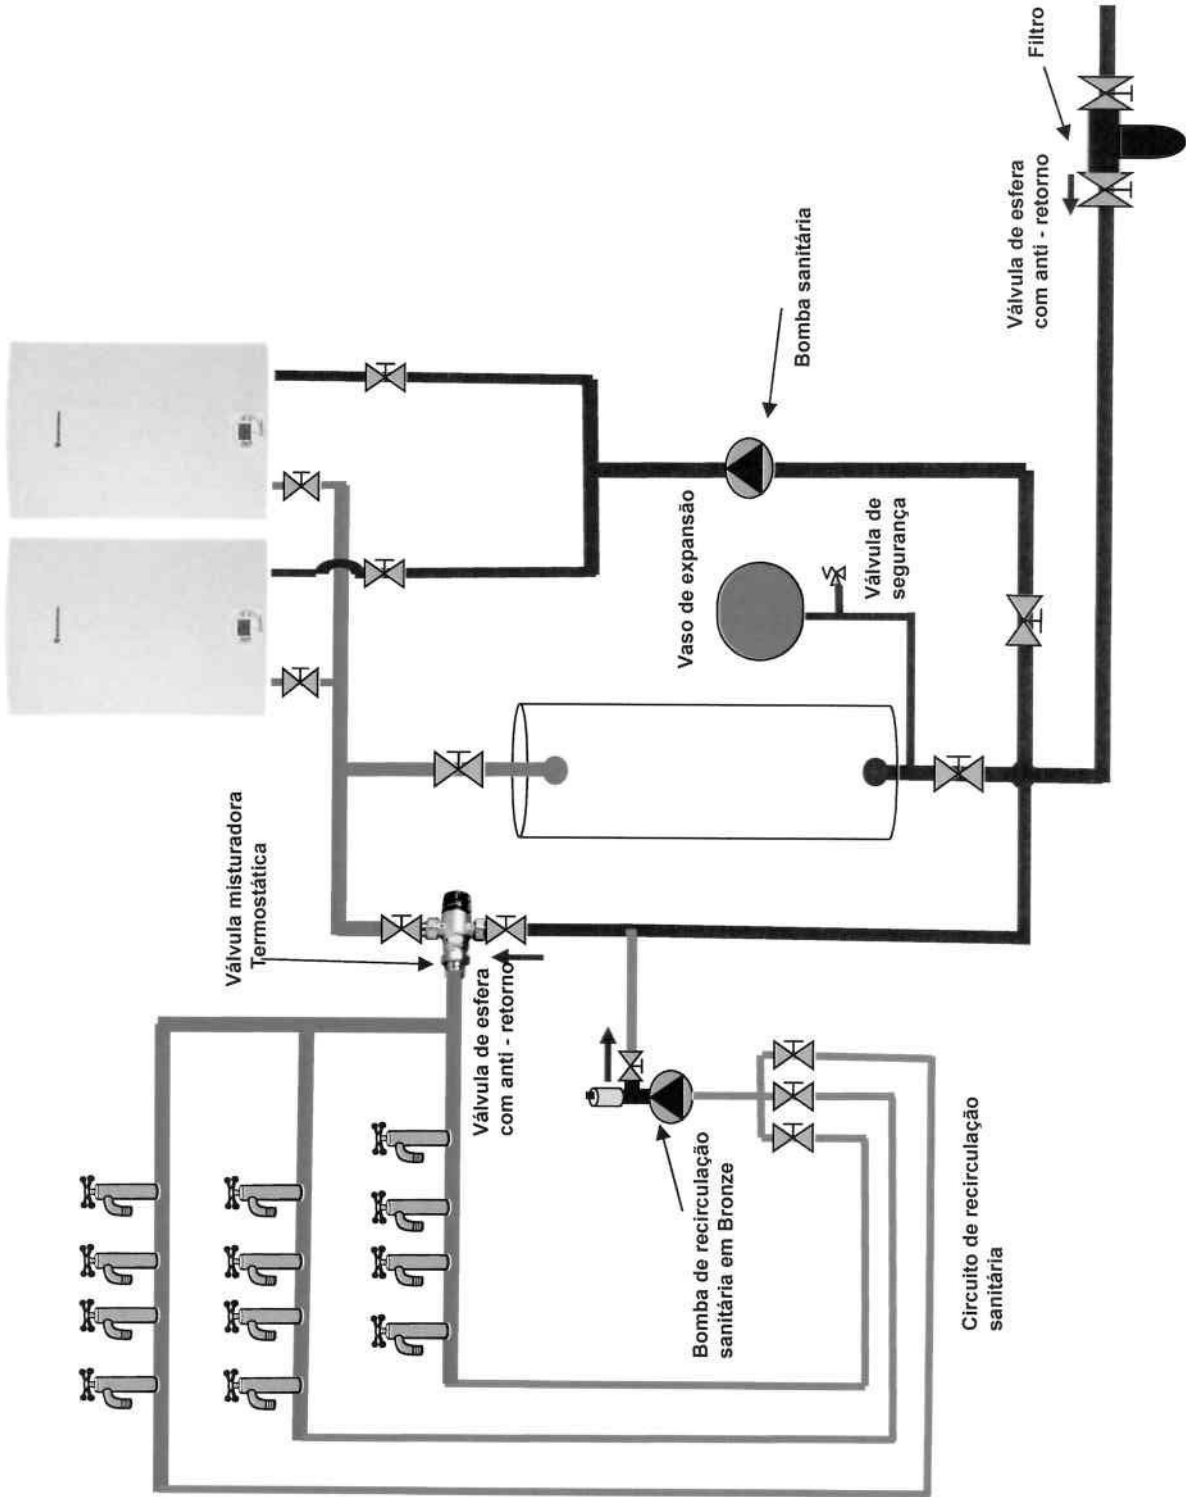 Válvula misturadora
Termostática
Válvula de esfera
com anti - retorno
Bomba de recirculação
sanitária em Bronze
Circuito de recirculação
sanitária
Vaso de expansão
Válvula de
segurança
Bomba sanitária
Válvula de esfera
com anti - retorno
Filtro